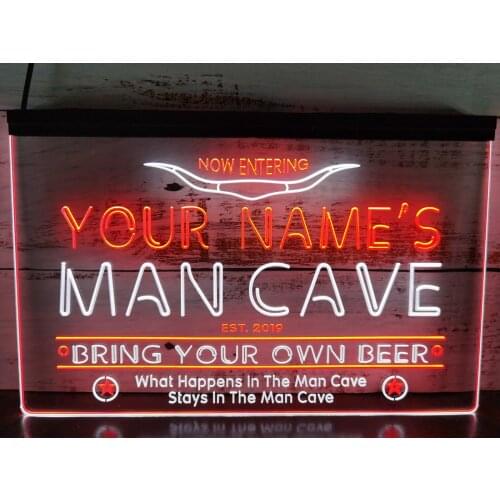 NOW ENTERING
YOUR NAME'S
MAN CAVE
EST. 2019
BRING YOUR OWN BEER
What Happens In The Man Cave
Stays In The Man Cave